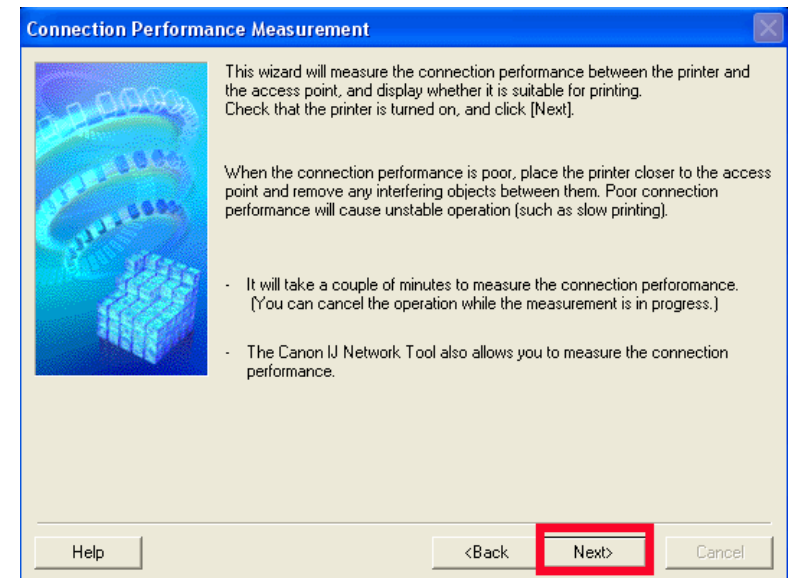 Connection Performance Measurement
This wizard will measure the connection performance between the printer and
the access point, and display whether it is suitable for printing.
Check that the printer is turned on, and click [Next].
When the connection performance is poor, place the printer closer to the access
point and remove any interfering objects between them. Poor connection
performance will cause unstable operation (such as slow printing).
- It will take a couple of minutes to measure the connection perforomance.
(You can cancel the operation while the measurement is in progress.)
- The Canon IJ Network Tool also allows you to measure the connection
performance.
Help <Back Next> Cancel